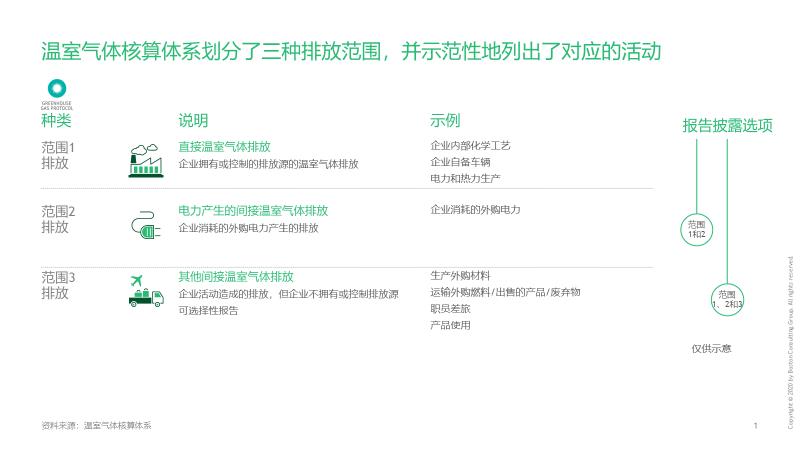 温室气体核算体系划分了三种排放范围，并示范性地列出了对应的活动
GREENHOUSE
GAS PROTOCOL
种类
说明
示例
报告披露选项
范围1
排放
直接温室气体排放
企业拥有或控制的排放源的温室气体排放
企业内部化学工艺
企业自备车辆
电力和热力生产
范围2
排放
电力产生的间接温室气体排放
企业消耗的外购电力产生的排放
企业消耗的外购电力
范围
1和2
范围3
排放
其他间接温室气体排放
企业活动造成的排放，但企业不拥有或控制排放源
可选择性报告
生产外购材料
运输外购燃料/出售的产品/废弃物
职员差旅
产品使用
范围
1、2和3
仅供示意
资料来源：温室气体核算体系
1
Copyright © 2020 by Boston Consulting Group. All rights reserved.